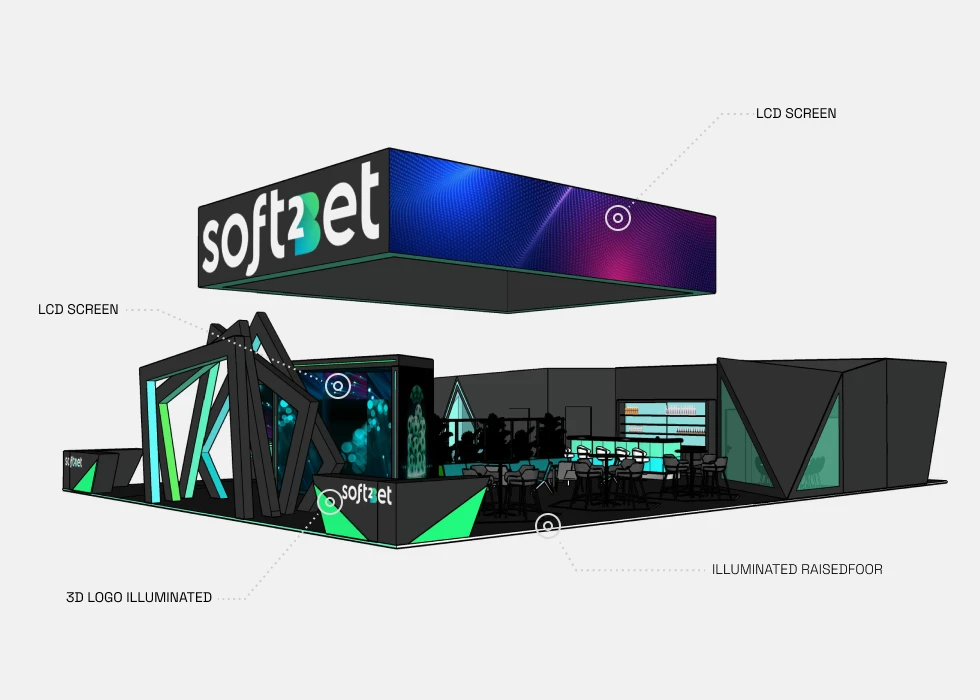 LCD SCREEN
soft2Bet
LCD SCREEN
soft2Bet
soft2Bet
ILLUMINATED RAISEDFOOR
3D LOGO ILLUMINATED